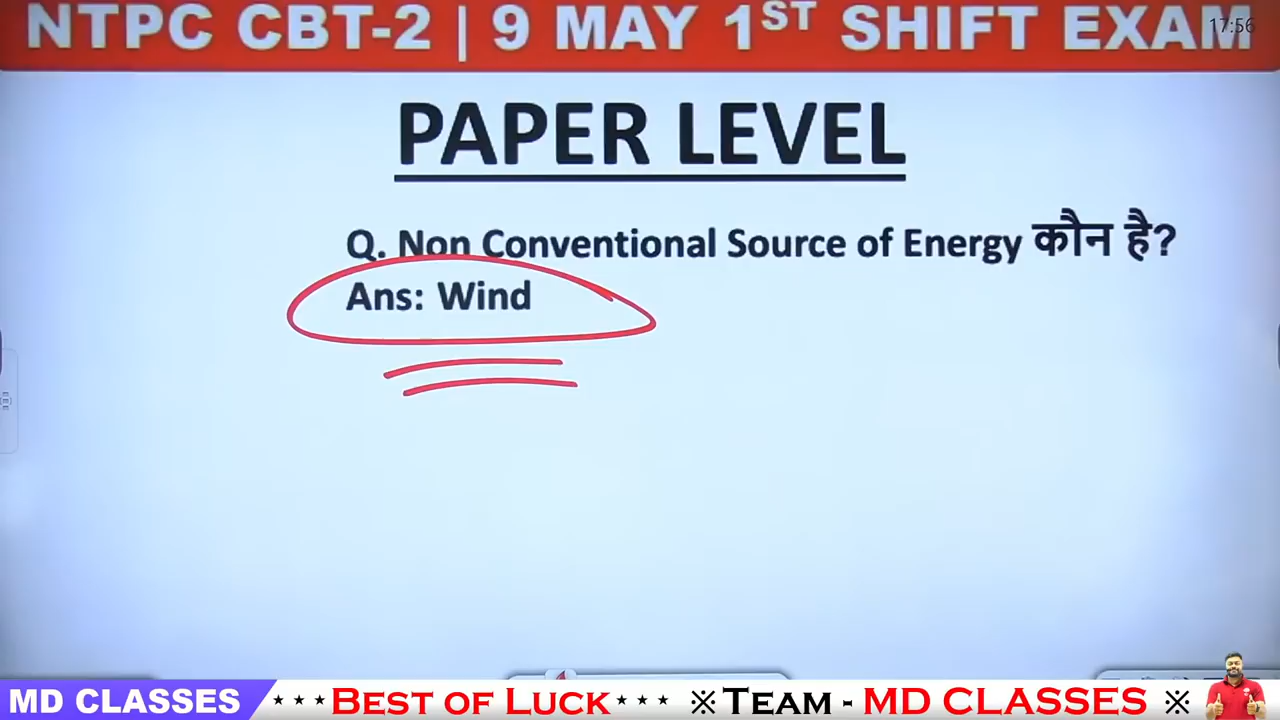 NTPC CBT-2 | 9 MAY 1ST SHIFT EXAM
17:56
PAPER LEVEL
Q. Non Conventional Source of Energy कौन है?
Ans: Wind
MD CLASSES
***BEST OF LUCK*** ※TEAM - MD CLASSES ※